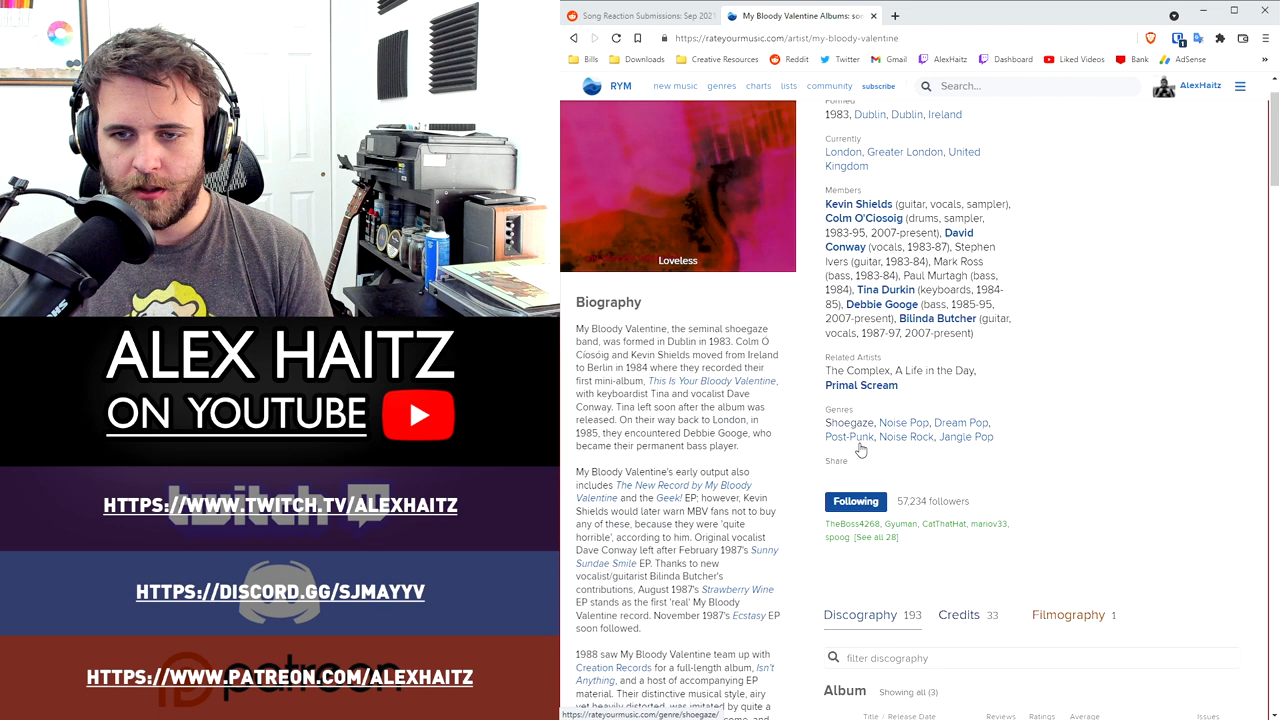 ALEX HAITZ
ON YOUTUBE
twitch
HTTPS://WWW.TWITCH.TV/ALEXHAITZ
HTTPS://DISCORD.GG/SJMAYYV
patreon
HTTPS://WWW.PATREON.COM/ALEXHAITZ
Song Reaction Submissions: Sep 2021
My Bloody Valentine Albums: son
https://rateyourmusic.com/artist/my-bloody-valentine
Bills Downloads Creative Resources Reddit Twitter Gmail AlexHaitz Dashboard Liked Videos Bank AdSense »
RYM new music genres charts lists community subscribe Search... AlexHaitz
Loveless
Biography
My Bloody Valentine, the seminal shoegaze
band, was formed in Dublin in 1983. Colm Ó
Cíosóig and Kevin Shields moved from Ireland
to Berlin in 1984 where they recorded their
first mini-album, This Is Your Bloody Valentine,
with keyboardist Tina and vocalist Dave
Conway. Tina left soon after the album was
released. On their way back to London, in
1985, they encountered Debbie Googe, who
became their permanent bass player.
My Bloody Valentine's early output also
includes The New Record by My Bloody
Valentine and the Geek! EP; however, Kevin
Shields would later warn MBV fans not to buy
any of these, because they were 'quite
horrible', according to him. Original vocalist
Dave Conway left after February 1987's Sunny
Sundae Smile EP. Thanks to new
vocalist/guitarist Bilinda Butcher's
contributions, August 1987's Strawberry Wine
EP stands as the first 'real' My Bloody
Valentine record. November 1987's Ecstasy EP
soon followed.
1988 saw My Bloody Valentine team up with
Creation Records for a full-length album, Isn't
Anything, and a host of accompanying EP
material. Their distinctive musical style, airy
yet heavily distorted, was imitated by quite a
https://rateyourmusic.com/genre/shoegaze/
Formed
1983, Dublin, Dublin, Ireland
Currently
London, Greater London, United
Kingdom
Members
Kevin Shields (guitar, vocals, sampler),
Colm O'Ciosoig (drums, sampler,
1983-95, 2007-present), David
Conway (vocals, 1983-87), Stephen
Ivers (guitar, 1983-84), Mark Ross
(bass, 1983-84), Paul Murtagh (bass,
1984), Tina Durkin (keyboards, 1984-
85), Debbie Googe (bass, 1985-95,
2007-present), Bilinda Butcher (guitar,
vocals, 1987-97, 2007-present)
Related Artists
The Complex, A Life in the Day,
Primal Scream
Genres
Shoegaze, Noise Pop, Dream Pop,
Post-Punk, Noise Rock, Jangle Pop
Share
Following 57,234 followers
TheBoss4268, Gyuman, CatThatHat, mariov33,
spoog [See all 28]
Discography 193 Credits 33 Filmography 1
filter discography
Album Showing all (3)
Title / Release Date Reviews Ratings Average Issues